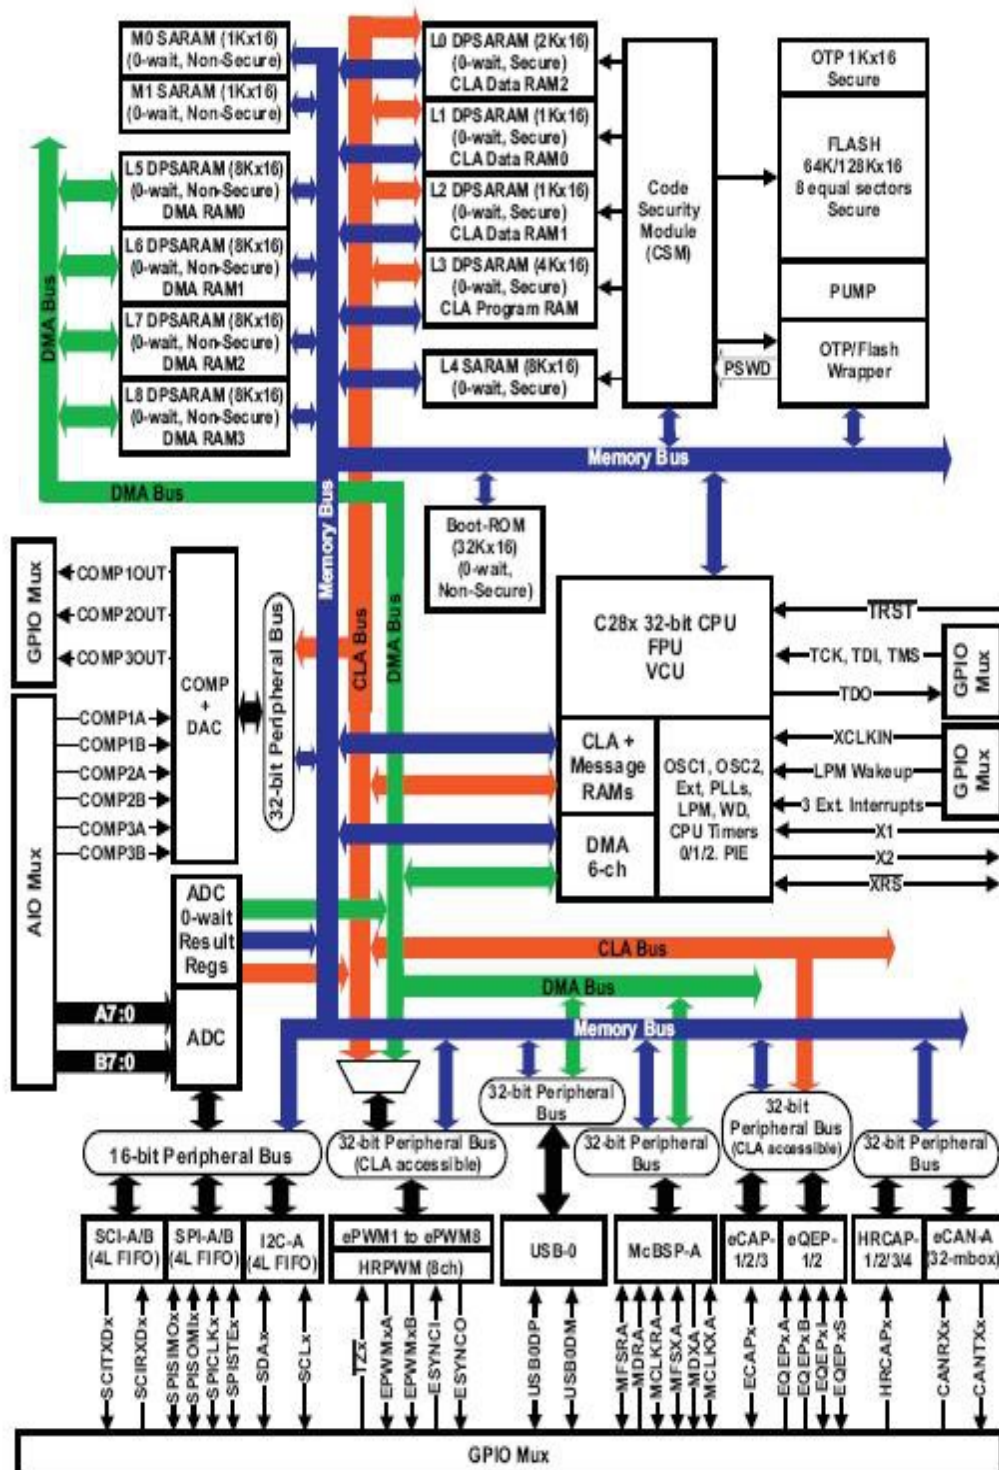 M0 SARAM (1Kx16)
(0-wait, Non-Secure)
M1 SARAM (1Kx16)
(0-wait, Non-Secure)
L5 DPSARAM (8Kx16)
(0-wait, Non-Secure)
DMA RAM0
L6 DPSARAM (8Kx16)
(0-wait, Non-Secure)
DMA RAM1
L7 DPSARAM (8Kx16)
(0-wait, Non-Secure)
DMA RAM2
L8 DPSARAM (8Kx16)
(0-wait, Non-Secure)
DMA RAM3
DMA Bus
L0 DPSARAM (2Kx16)
(0-wait, Secure)
CLA Data RAM2
L1 DPSARAM (1Kx16)
(0-wait, Secure)
CLA Data RAM0
L2 DPSARAM (1Kx16)
(0-wait, Secure)
CLA Data RAM1
L3 DPSARAM (4Kx16)
(0-wait, Secure)
CLA Program RAM
L4 SARAM (8Kx16)
(0-wait, Secure)
Code
Security
Module
(CSM)
OTP 1Kx16
Secure
FLASH
64K/128Kx16
8 equal sectors
Secure
PUMP
OTP/Flash
Wrapper
PSWD
Memory Bus
DMA Bus
Memory Bus
CLA Bus
DMA Bus
Boot-ROM
(32Kx16)
(0-wait,
Non-Secure)
GPIO Mux
COMP1OUT
COMP2OUT
COMP3OUT
COMP
+
DAC
32-bit Peripheral Bus
AIO Mux
COMP1A
COMP1B
COMP2A
COMP2B
COMP3A
COMP3B
ADC
0-wait
Result
Regs
ADC
A7:0
B7:0
C28x 32-bit CPU
FPU
VCU
CLA +
Message
RAMs
DMA
6-ch
OSC1, OSC2,
Ext, PLLs,
LPM, WD,
CPU Timers
0/1/2. PIE
TRST
TCK, TDI, TMS
TDO
GPIO
Mux
XCLKIN
LPM Wakeup
3 Ext. Interrupts
GPIO
Mux
X1
X2
XRS
CLA Bus
DMA Bus
Memory Bus
16-bit Peripheral Bus
32-bit Peripheral Bus
(CLA accessible)
32-bit Peripheral
Bus
32-bit Peripheral
Bus
32-bit
Peripheral Bus
(CLA accessible)
32-bit Peripheral
Bus
SCI-A/B
(4L FIFO)
SPI-A/B
(4L FIFO)
I2C-A
(4L FIFO)
ePWM1 to ePWM8
HRPWM (8ch)
USB-0
McBSP-A
eCAP-
1/2/3
eQEP-
1/2
HRCAP-
1/2/3/4
eCAN-A
(32-mbox)
SCITXDx
SCIRXDx
SPISIMOx
SPISOMIx
SPICLKx
SPISTEx
SDAx
SCLx
TZx
EPWMxA
EPWMxB
ESYNCI
ESYNCO
USB0DP
USB0DM
MFSRA
MDRA
MCLKRA
MFSXA
MDXA
MCLKXA
ECAPx
EQEPxA
EQEPxB
EQEPxI
EQEPxS
HRCAPx
CANRXx
CANTXx
GPIO Mux